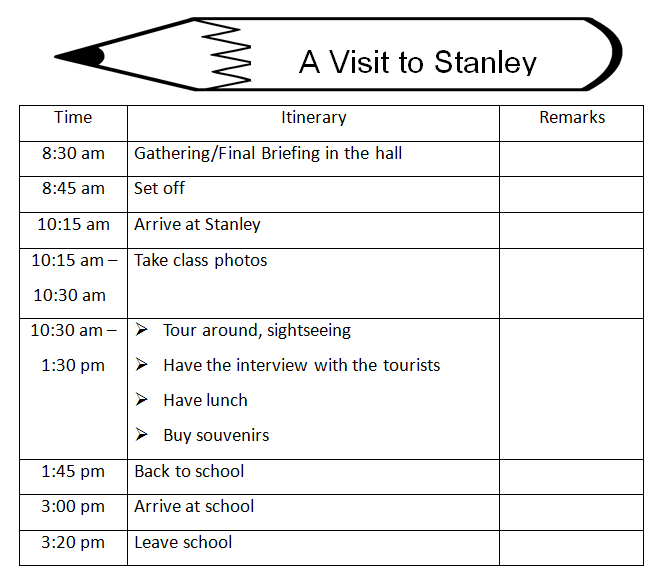 A Visit to Stanley
Time Itinerary Remarks
8:30 am Gathering/Final Briefing in the hall
8:45 am Set off
10:15 am Arrive at Stanley
10:15 am – Take class photos
10:30 am
10:30 am – ➢ Tour around, sightseeing
1:30 pm ➢ Have the interview with the tourists
➢ Have lunch
➢ Buy souvenirs
1:45 pm Back to school
3:00 pm Arrive at school
3:20 pm Leave school